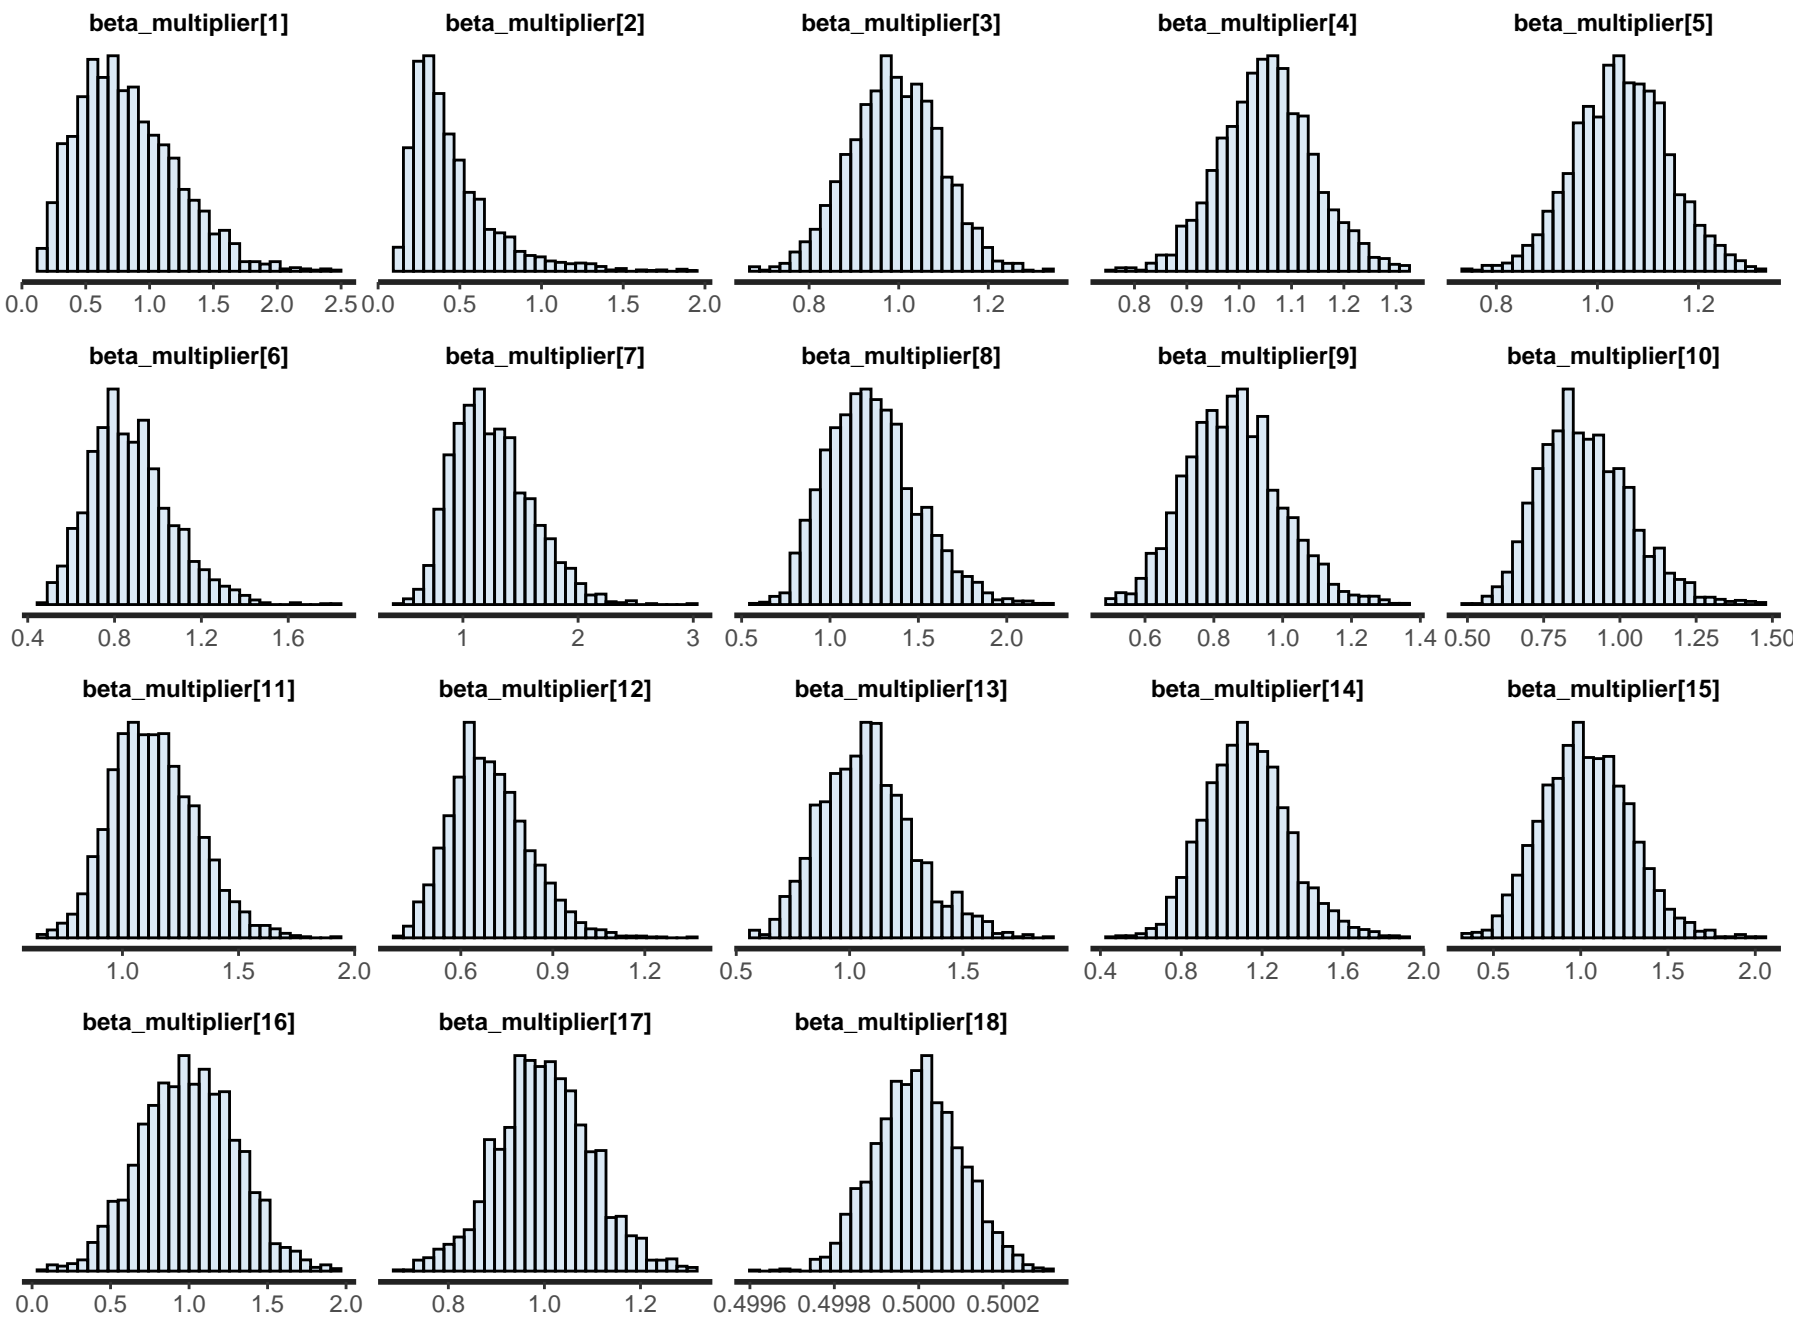 beta_multiplier[1] beta_multiplier[2] beta_multiplier[3] beta_multiplier[4] beta_multiplier[5]
0.0 0.5 1.0 1.5 2.0 2.5 0.0 0.5 1.0 1.5 2.0 0.8 1.0 1.2 0.8 0.9 1.0 1.1 1.2 1.3 0.8 1.0 1.2
beta_multiplier[6] beta_multiplier[7] beta_multiplier[8] beta_multiplier[9] beta_multiplier[10]
0.4 0.8 1.2 1.6 1 2 3 0.5 1.0 1.5 2.0 0.6 0.8 1.0 1.2 1.4 0.50 0.75 1.00 1.25 1.50
beta_multiplier[11] beta_multiplier[12] beta_multiplier[13] beta_multiplier[14] beta_multiplier[15]
1.0 1.5 2.0 0.6 0.9 1.2 0.5 1.0 1.5 0.4 0.8 1.2 1.6 2.0 0.5 1.0 1.5 2.0
beta_multiplier[16] beta_multiplier[17] beta_multiplier[18]
0.0 0.5 1.0 1.5 2.0 0.8 1.0 1.2 0.4996 0.4998 0.5000 0.5002